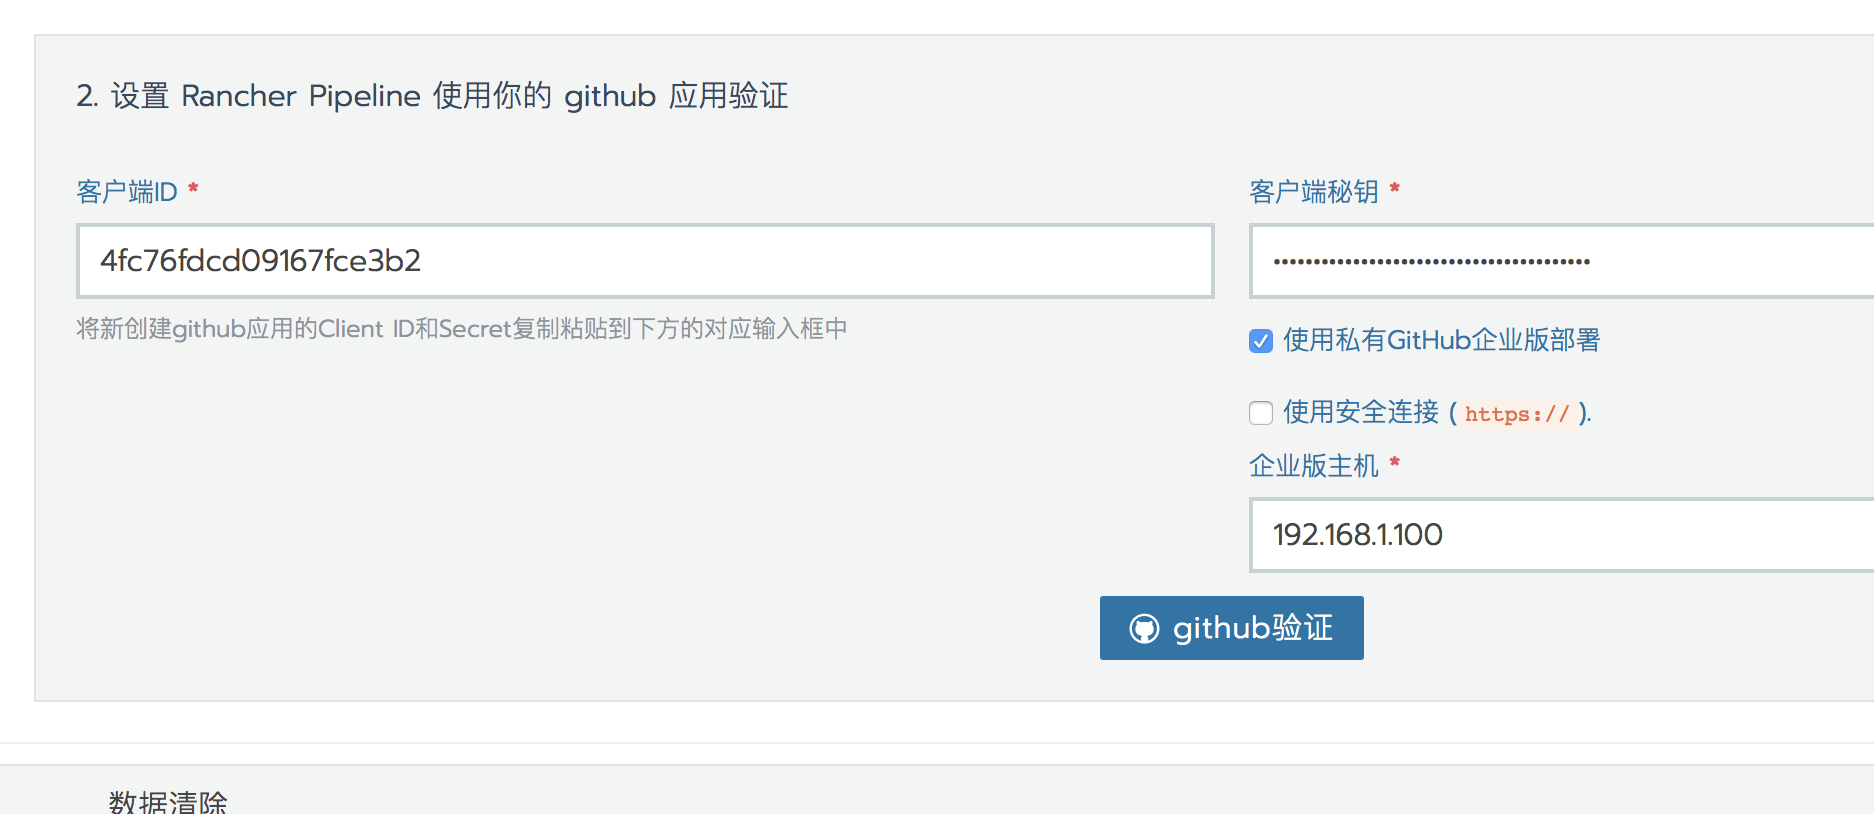 2. 设置 Rancher Pipeline 使用你的 github 应用验证
客户端ID *
4fc76fdcd09167fce3b2
将新创建github应用的Client ID和Secret复制粘贴到下方的对应输入框中
客户端秘钥 *
••••••••••••••••••••••••••••••••••••••••
使用私有GitHub企业版部署
使用安全连接 ( https:// ).
企业版主机 *
192.168.1.100
github验证
数据清除